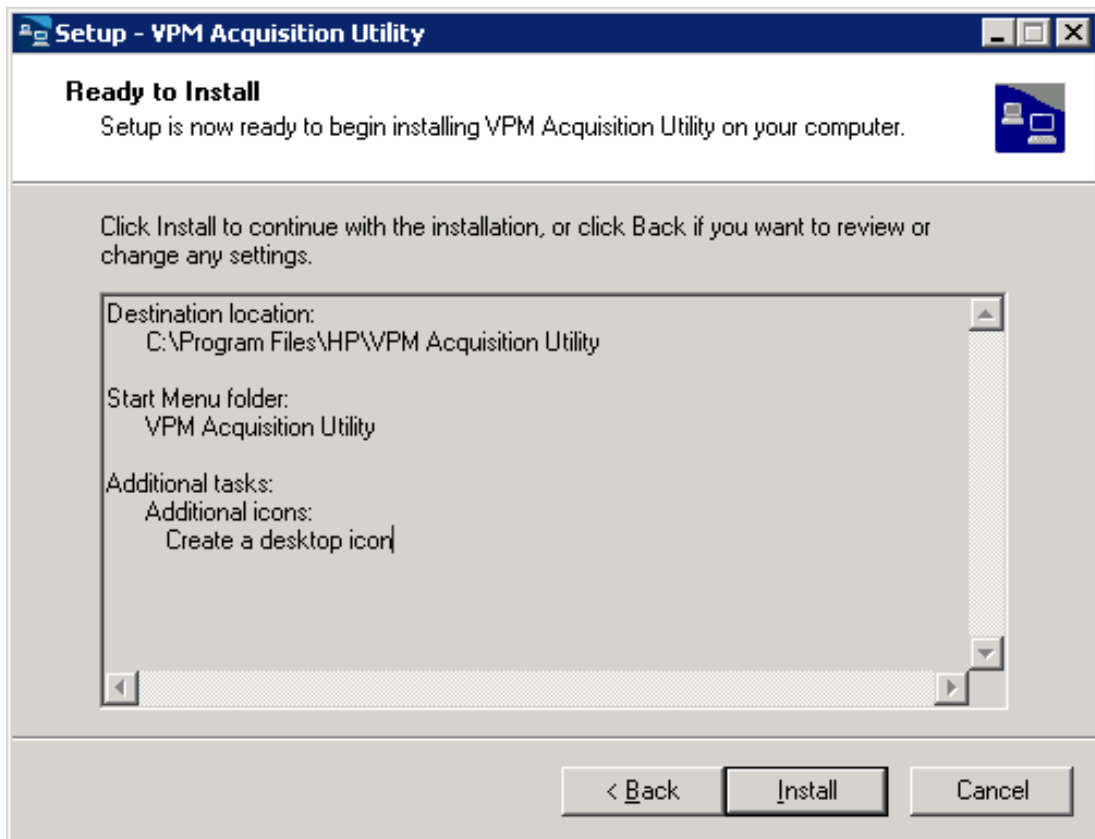 Setup - VPM Acquisition Utility
Ready to Install
Setup is now ready to begin installing VPM Acquisition Utility on your computer.
Click Install to continue with the installation, or click Back if you want to review or
change any settings.
Destination location:
C:\Program Files\HP\VPM Acquisition Utility
Start Menu folder:
VPM Acquisition Utility
Additional tasks:
Additional icons:
Create a desktop icon
< Back
Install
Cancel